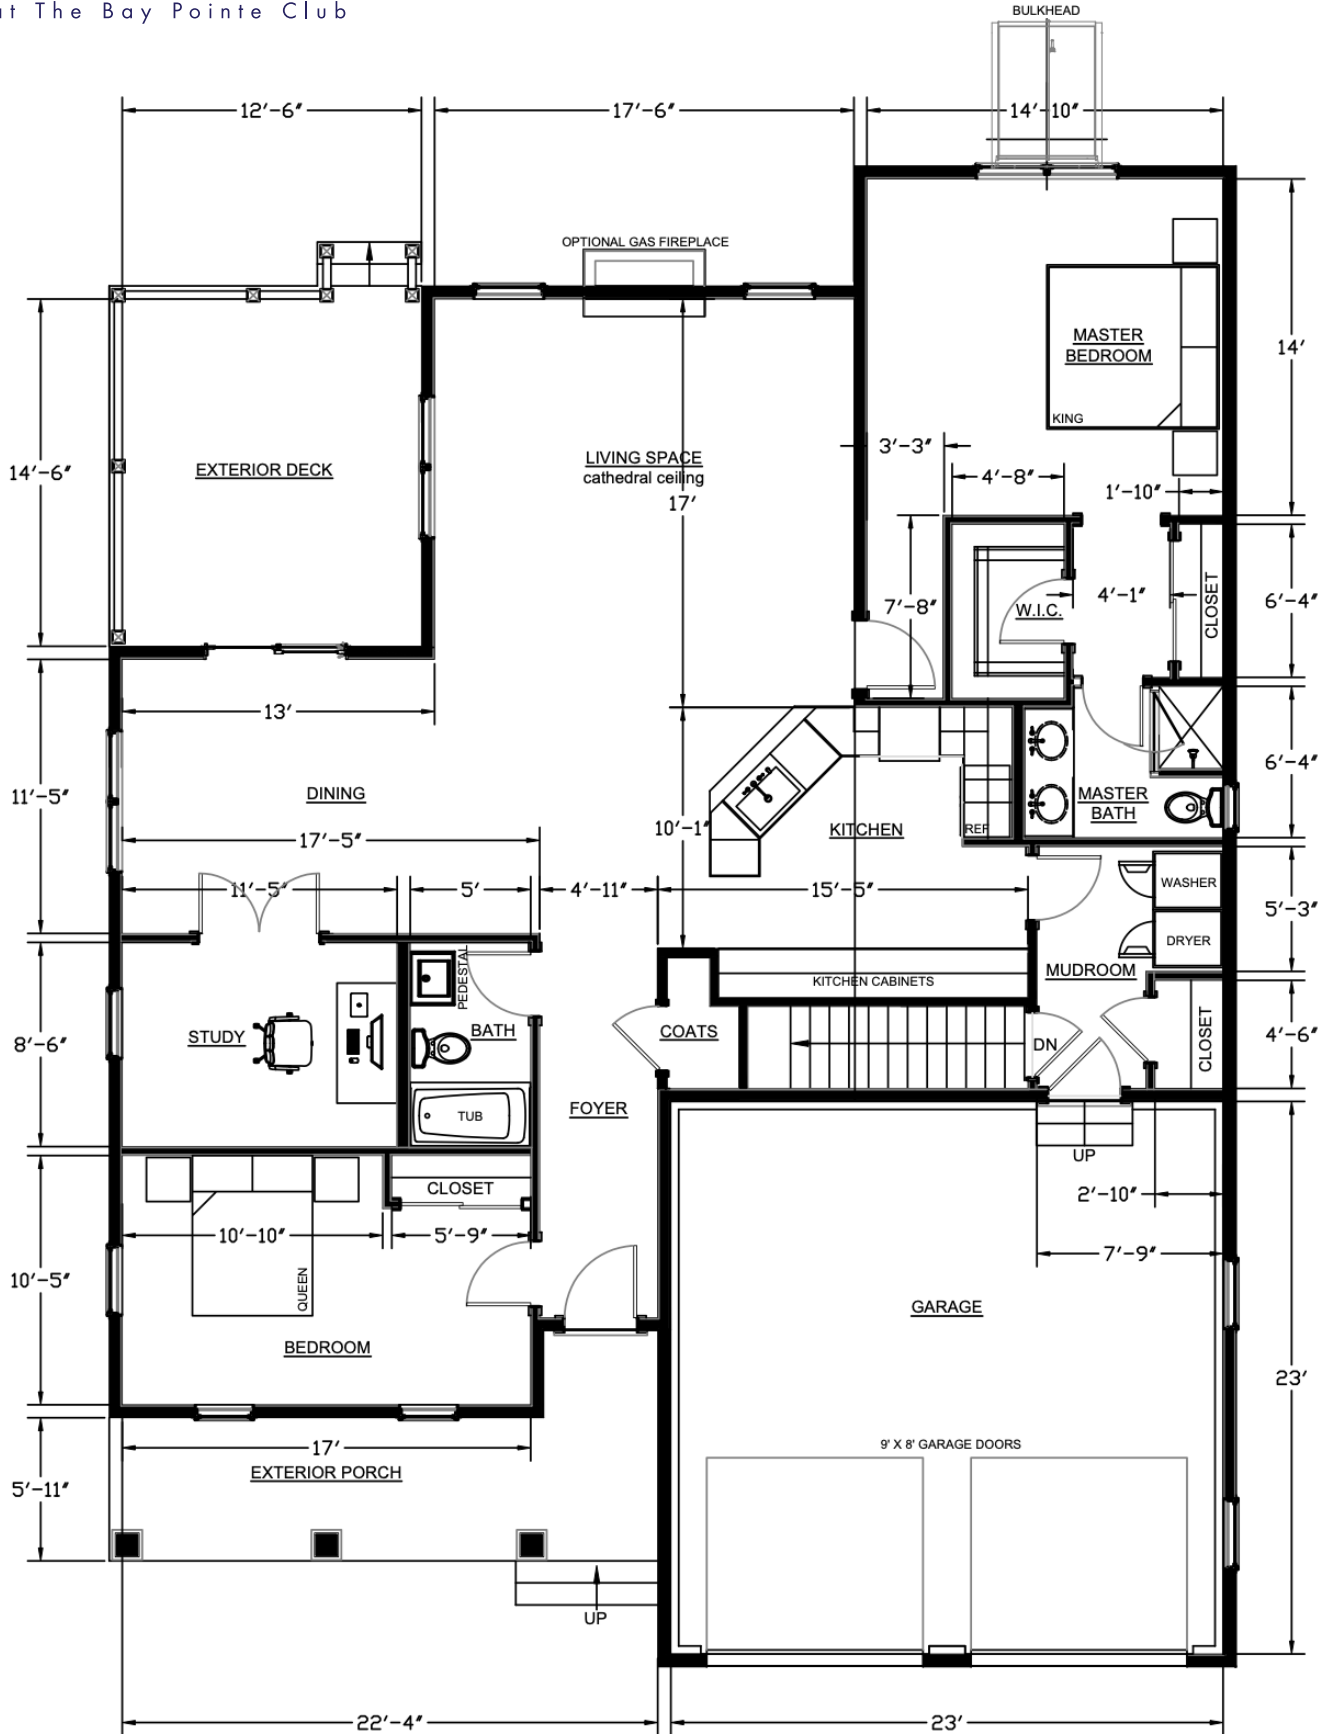 at The Bay Pointe Club
BULKHEAD
12'-6"
17'-6"
14'-10"
OPTIONAL GAS FIREPLACE
MASTER
BEDROOM
KING
14'
EXTERIOR DECK
14'-6"
LIVING SPACE
cathedral ceiling
17'
3'-3"
4'-8"
1'-10"
7'-8"
W.I.C.
4'-1"
CLOSET
6'-4"
13'
DINING
11'-5"
17'-5"
10'-1"
KITCHEN
REF
MASTER
BATH
6'-4"
11'-5"
5'
4'-11"
15'-5"
WASHER
DRYER
5'-3"
MUDROOM
KITCHEN CABINETS
PEDESTAL
BATH
STUDY
8'-6"
COATS
DN
CLOSET
4'-6"
TUB
FOYER
UP
CLOSET
2'-10"
10'-10"
5'-9"
7'-9"
10'-5"
QUEEN
BEDROOM
GARAGE
23'
17'
EXTERIOR PORCH
5'-11"
9' X 8' GARAGE DOORS
UP
22'-4"
23'